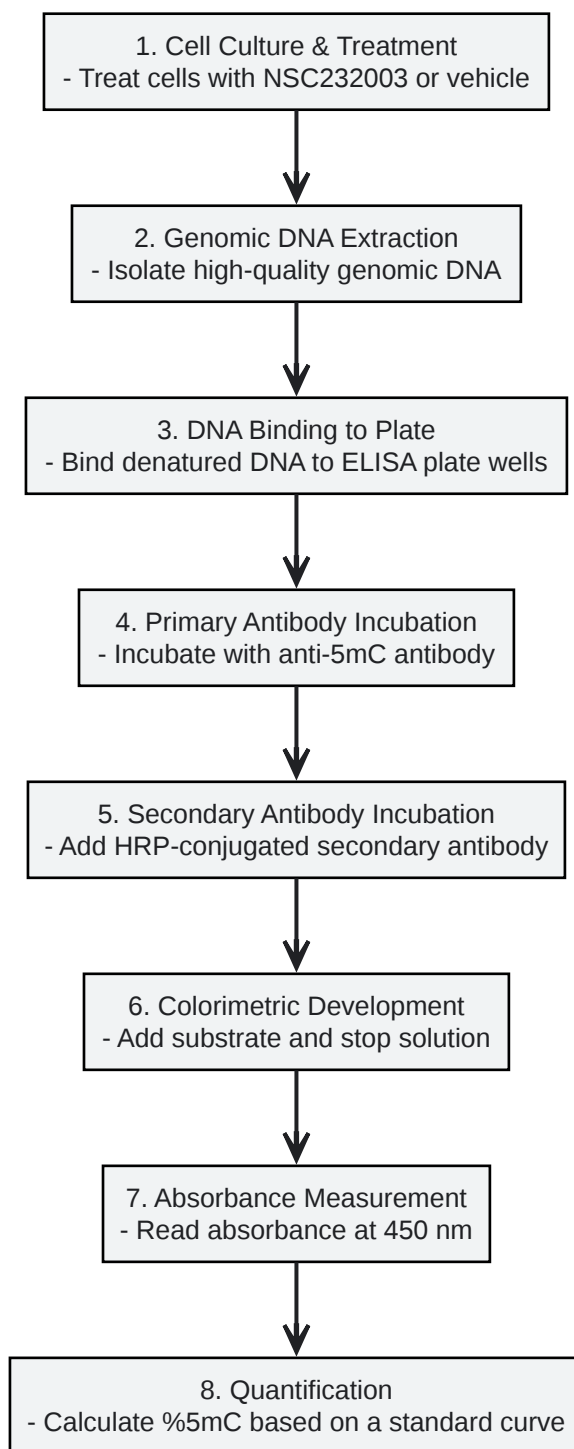 1. Cell Culture & Treatment
- Treat cells with NSC232003 or vehicle
2. Genomic DNA Extraction
- Isolate high-quality genomic DNA
3. DNA Binding to Plate
- Bind denatured DNA to ELISA plate wells
4. Primary Antibody Incubation
- Incubate with anti-5mC antibody
5. Secondary Antibody Incubation
- Add HRP-conjugated secondary antibody
6. Colorimetric Development
- Add substrate and stop solution
7. Absorbance Measurement
- Read absorbance at 450 nm
8. Quantification
- Calculate %5mC based on a standard curve